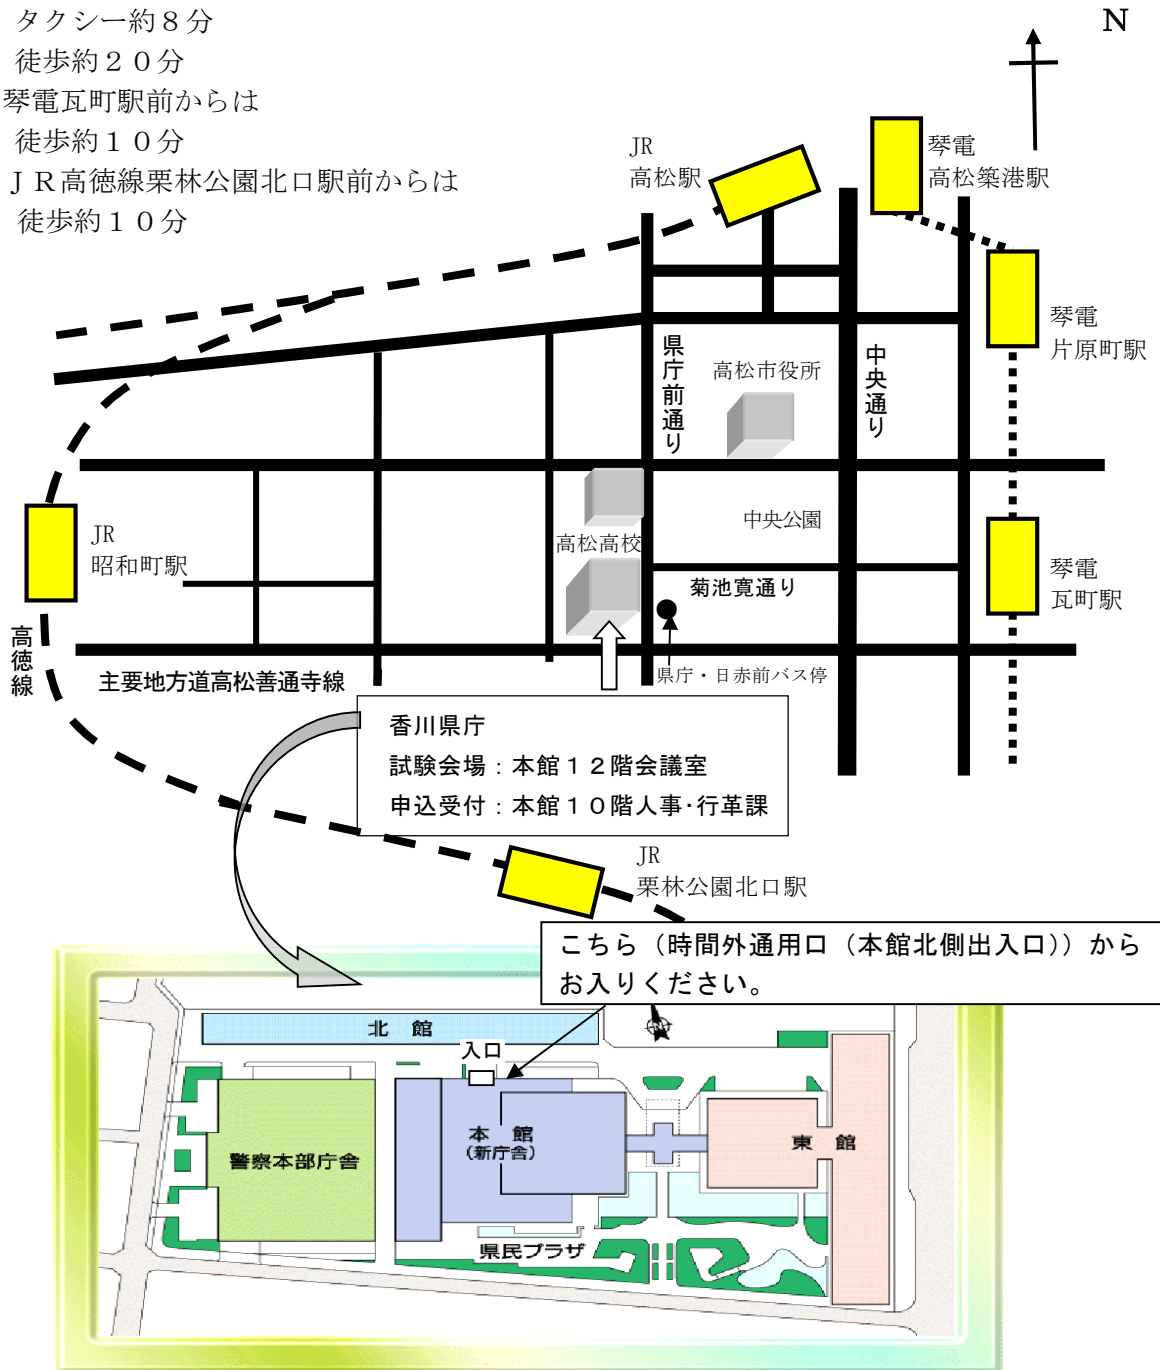 タクシー約８分
徒歩約２０分
琴電瓦町駅前からは
徒歩約１０分
ＪＲ高徳線栗林公園北口駅前からは
徒歩約１０分
N
JR
高松駅
琴電
高松築港駅
琴電
片原町駅
県庁前通り
高松市役所
中央通り
JR
昭和町駅
高松高校
中央公園
菊池寛通り
琴電
瓦町駅
高徳線
主要地方道高松善通寺線
県庁・日赤前バス停
香川県庁
試験会場：本館１２階会議室
申込受付：本館１０階人事･行革課
JR
栗林公園北口駅
こちら（時間外通用口（本館北側出入口））から
お入りください。
北館
入口
本館
（新庁舎）
東館
警察本部庁舎
県民プラザ